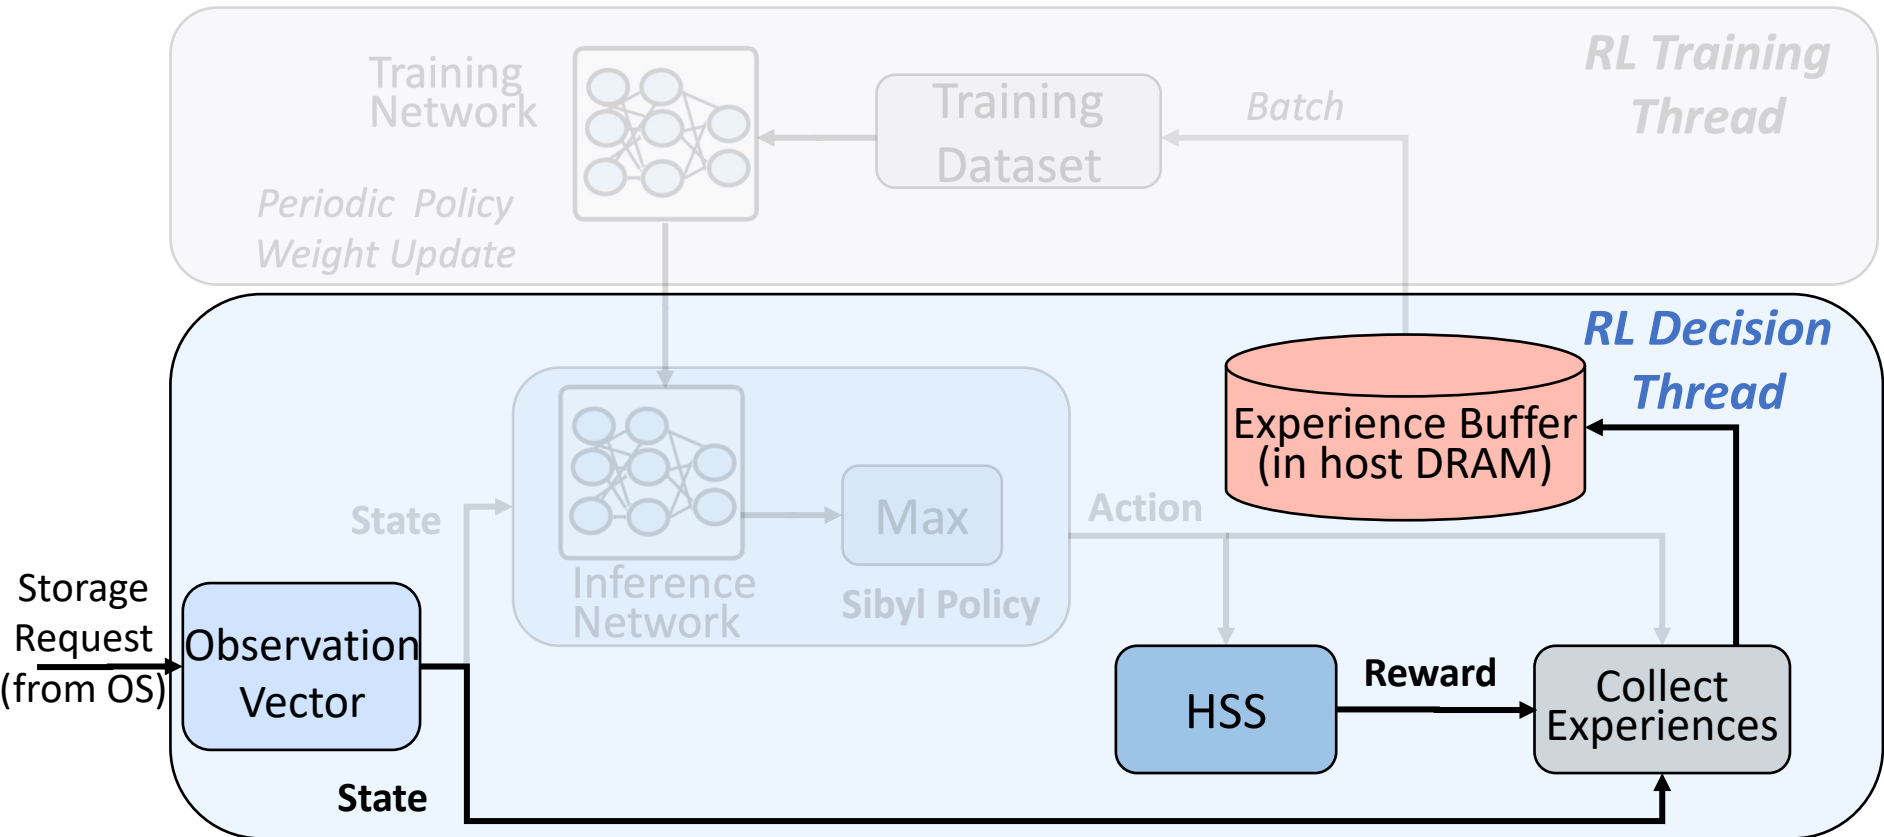 RL Training
Thread
Training
Network
Training
Dataset
Batch
Periodic Policy
Weight Update
RL Decision
Thread
Experience Buffer
(in host DRAM)
State
Max
Action
Inference
Network
Sibyl Policy
Storage
Request
(from OS)
Observation
Vector
HSS
Reward
Collect
Experiences
State